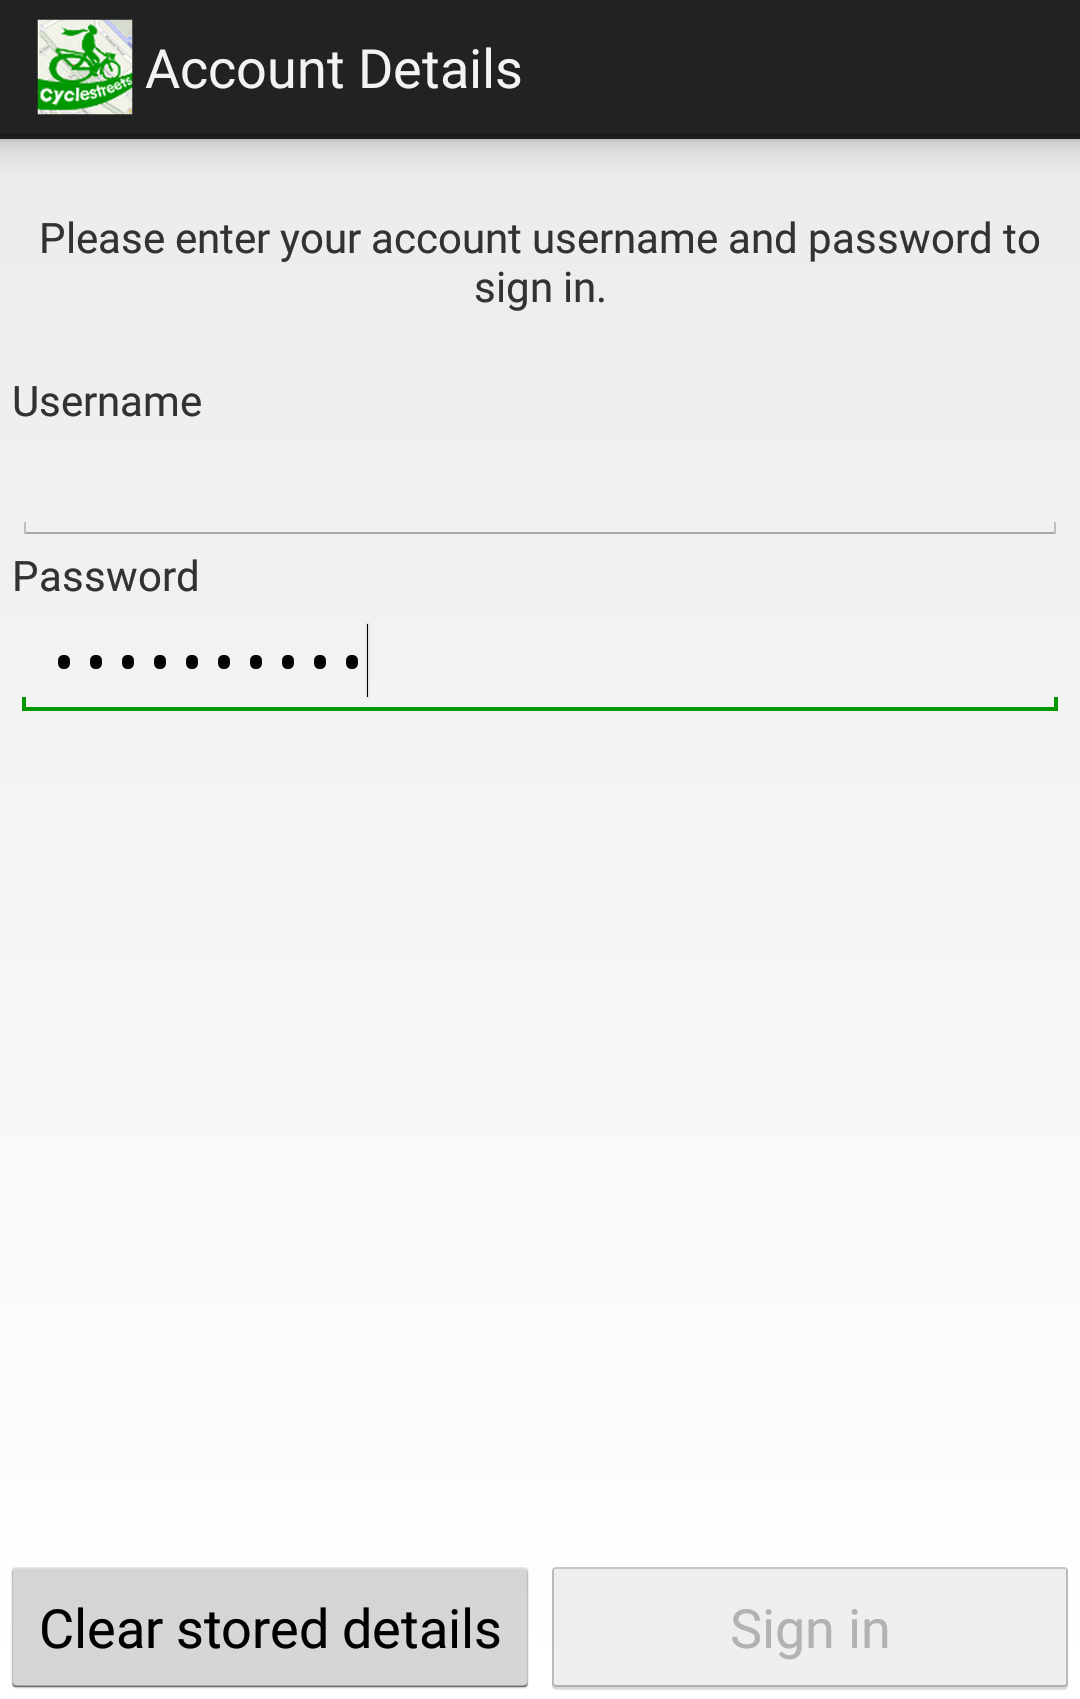 Cyclestreets
Account Details
Please enter your account username and password to
sign in.
Username
Password
••••••••••
Clear stored details
Sign in